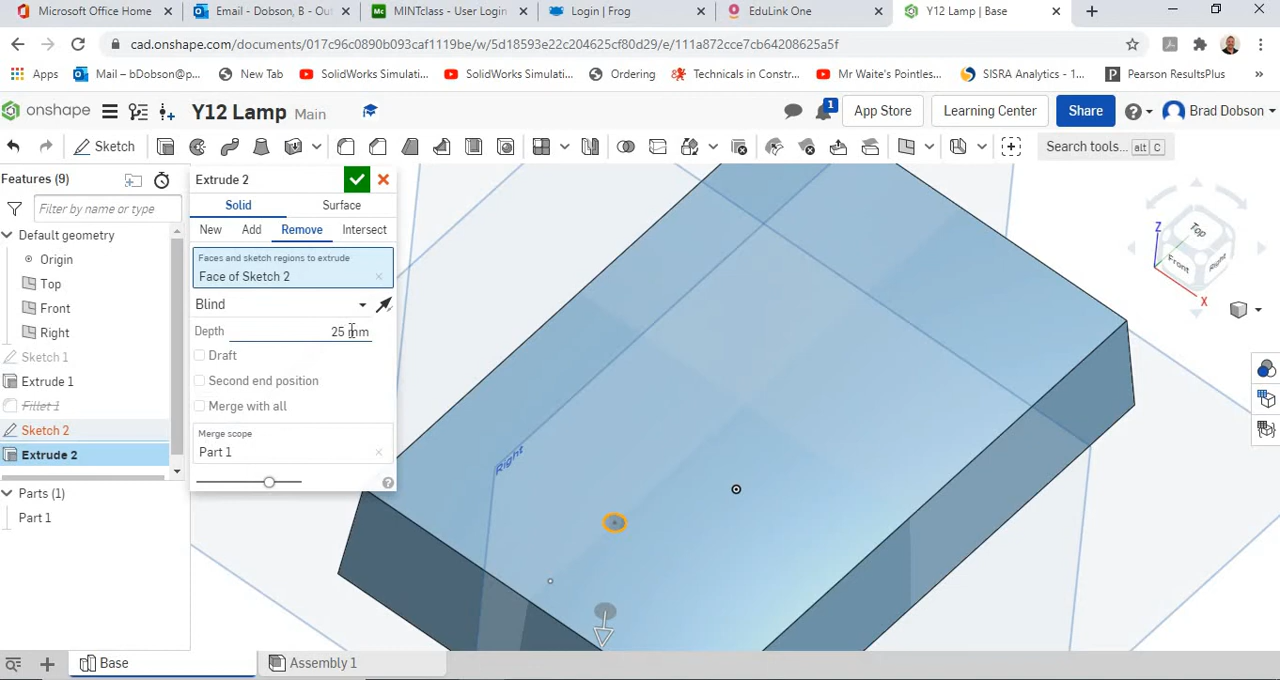 Microsoft Office Home
Email - Dobson, B - Out
MINTclass - User Login
Login | Frog
EduLink One
Y12 Lamp | Base
cad.onshape.com/documents/017c96c0890b093caf1119be/w/5d18593e22c204625cf80d29/e/111a872cce7cb64208625a5f
Apps
Mail – bDobson@p...
New Tab
SolidWorks Simulati...
SolidWorks Simulati...
Ordering
Technicals in Constr...
Mr Waite's Pointles...
SISRA Analytics - 1...
Pearson ResultsPlus
»
onshape
Y12 Lamp Main
1
App Store
Learning Center
Share
Brad Dobson
Sketch
Search tools... alt C
Features (9)
Filter by name or type
Default geometry
Origin
Top
Front
Right
Sketch 1
Extrude 1
Fillet 1
Sketch 2
Extrude 2
Parts (1)
Part 1
Extrude 2
Solid Surface
New Add Remove Intersect
Faces and sketch regions to extrude
Face of Sketch 2
Blind
Depth 25 mm
Draft
Second end position
Merge with all
Merge scope
Part 1
Right
Z
Top
Front
Right
X
Base
Assembly 1